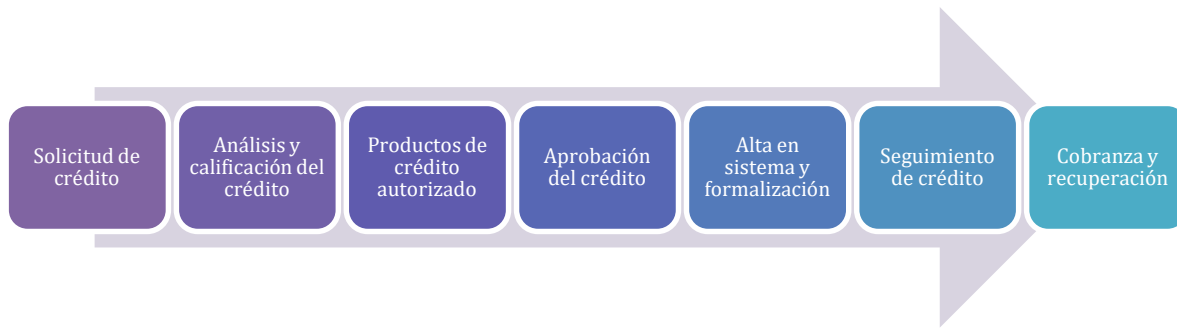 Solicitud de
crédito
Análisis y
calificación del
crédito
Productos de
crédito
autorizado
Aprobación
del crédito
Alta en
sistema y
formalización
Seguimiento
de crédito
Cobranza y
recuperación